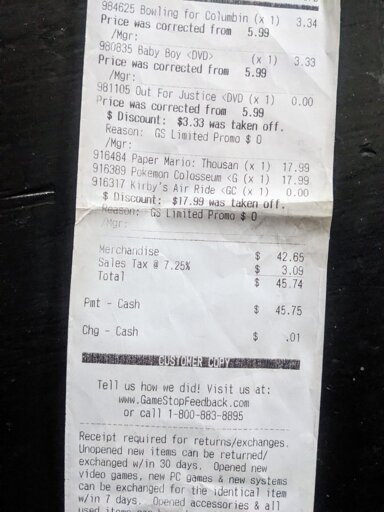 984625 Bowling for Columbin (x 1) 3.34
Price was corrected from 5.99
/Mgr:
980835 Baby Boy <DVD> (x 1) 3.33
Price was corrected from 5.99
/Mgr:
981105 Out For Justice <DVD (x 1) 0.00
Price was corrected from 5.99
$ Discount: $3.33 was taken off.
Reason: GS Limited Promo $ 0
/Mgr:
916484 Paper Mario: Thousan (x 1) 17.99
916389 Pokemon Colosseum <G (x 1) 17.99
916317 Kirby's Air Ride <GC (x 1) 0.00
$ Discount: $17.99 was taken off.
Reason: GS Limited Promo $ 0
/Mgr:
Merchandise $ 42.65
Sales Tax @ 7.25% $ 3.09
Total $ 45.74
Pmt - Cash $ 45.75
Chg - Cash $ .01
CUSTOMER COPY
Tell us how we did! Visit us at:
www.GameStopFeedback.com
or call 1-800-883-8895
Receipt required for returns/exchanges.
Unopened new items can be returned/
exchanged w/in 30 days. Opened new
video games, new PC games & new systems
can be exchanged for the identical item
w/in 7 days. Opened accessories & all
used items can be